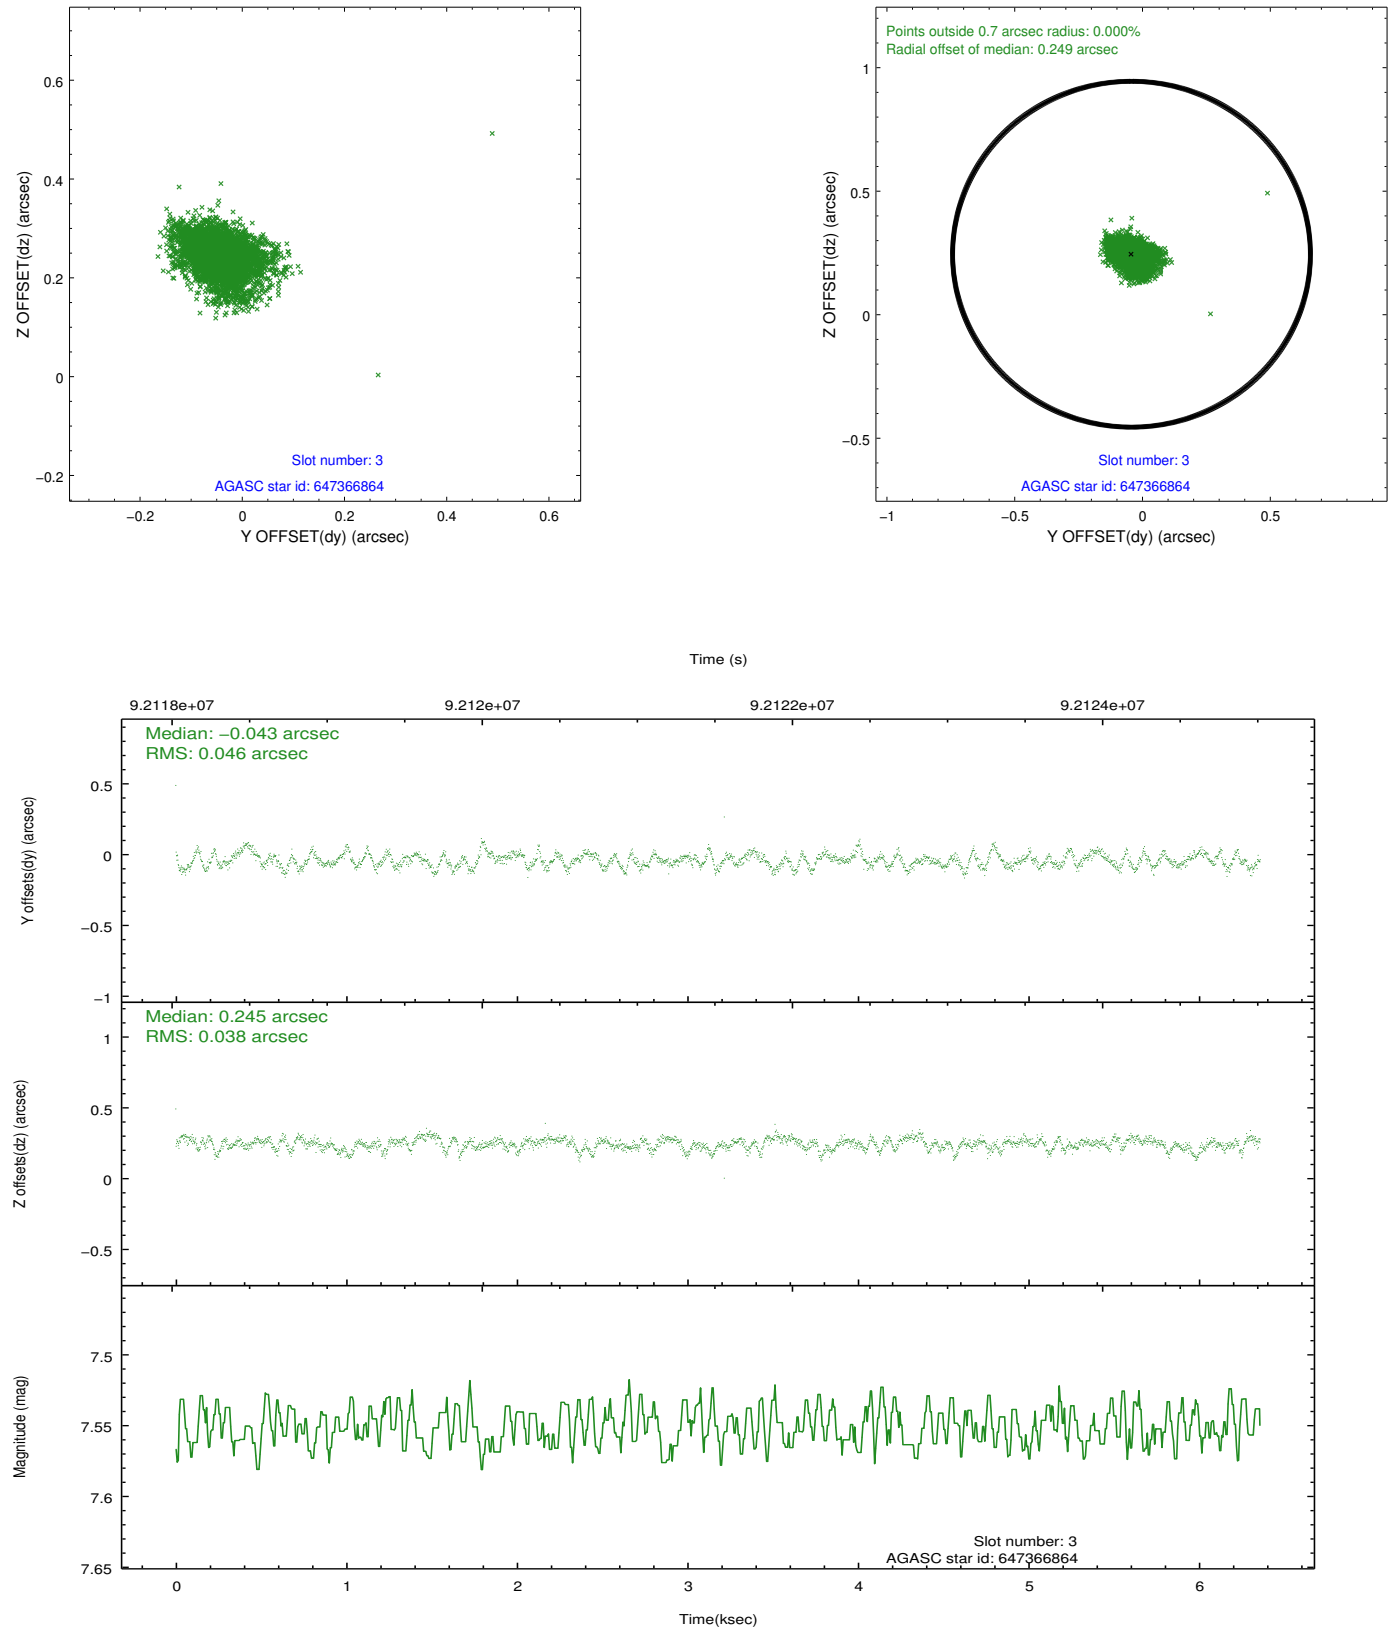 0.6
0.4
0.2
0
−0.2
Z OFFSET(dz) (arcsec)
Slot number: 3
AGASC star id: 647366864
−0.2 0 0.2 0.4 0.6
Y OFFSET(dy) (arcsec)
Points outside 0.7 arcsec radius: 0.000%
Radial offset of median: 0.249 arcsec
1
0.5
0
−0.5
Z OFFSET(dz) (arcsec)
Slot number: 3
AGASC star id: 647366864
−1 −0.5 0 0.5
Y OFFSET(dy) (arcsec)
Time (s)
9.2118e+07 9.212e+07 9.2122e+07 9.2124e+07
Median: −0.043 arcsec
RMS: 0.046 arcsec
0.5
0
−0.5
−1
Y offsets(dy) (arcsec)
Median: 0.245 arcsec
RMS: 0.038 arcsec
1
0.5
0
−0.5
Z offsets(dz) (arcsec)
7.5
7.55
7.6
7.65
Magnitude (mag)
Slot number: 3
AGASC star id: 647366864
0 1 2 3 4 5 6
Time(ksec)